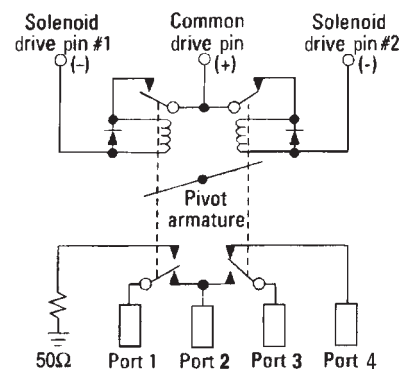 Solenoid drive pin #1
(-)
Common drive pin
(+)
Solenoid drive pin #2
(-)
Pivot armature
50Ω
Port 1
Port 2
Port 3
Port 4